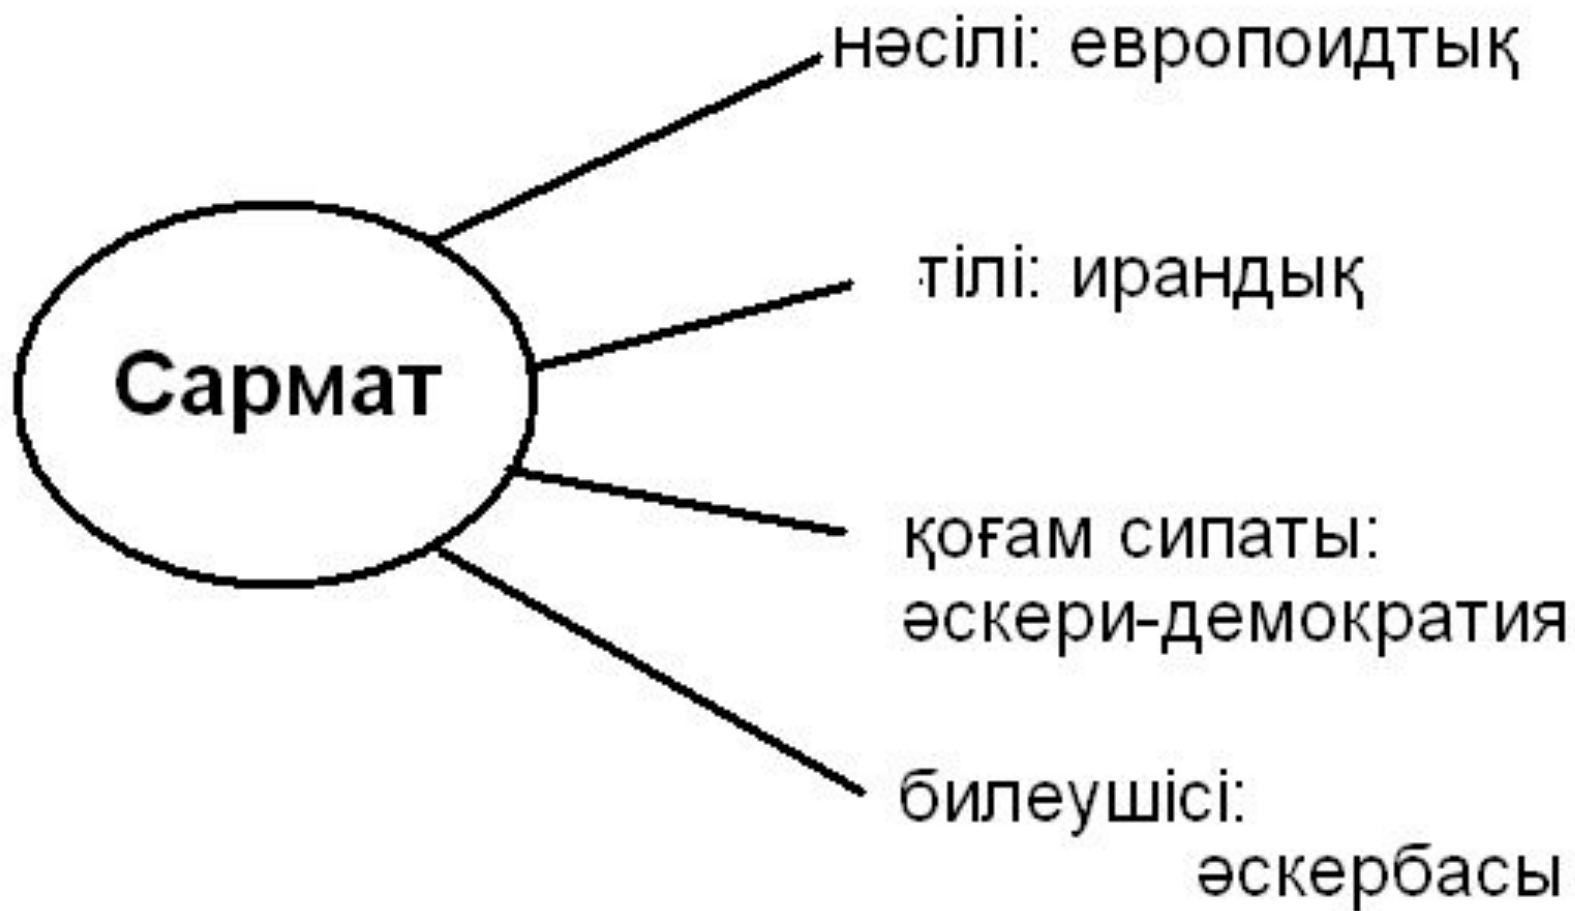 нәсілі: европоидтық
тілі: ирандық
Сармат
қоғам сипаты:
әскери-демократия
билеушісі:
әскербасы